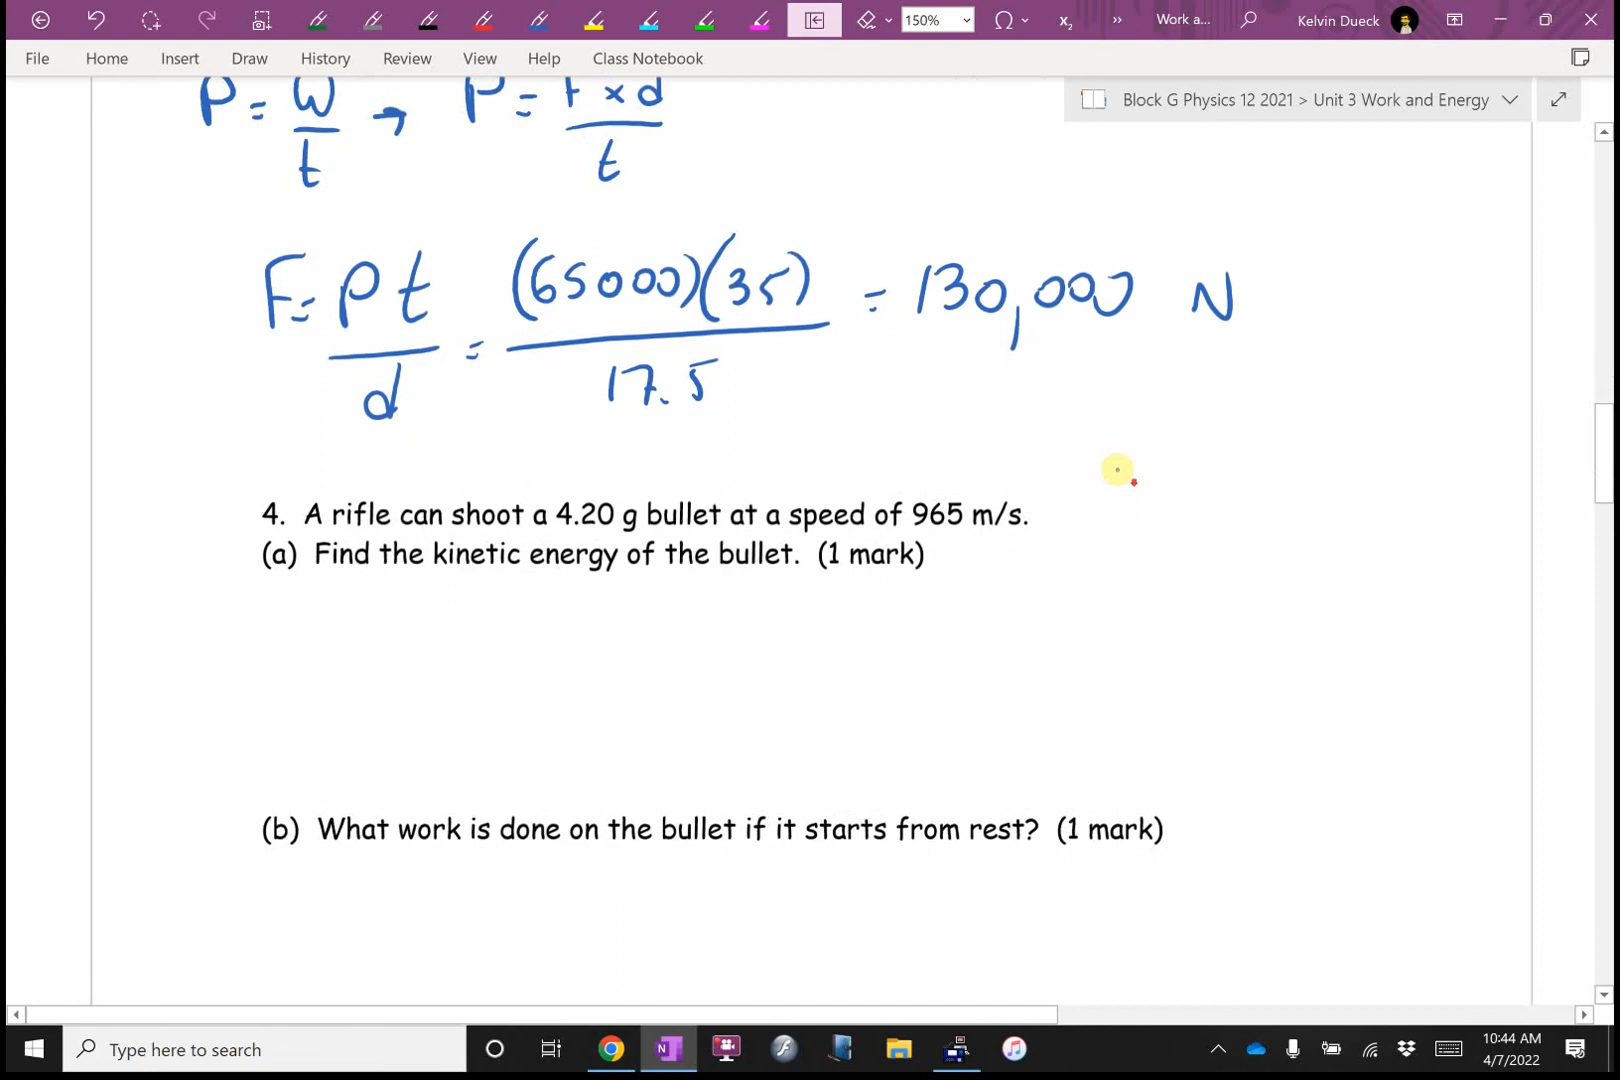 150% Ω x₂ Work a... Kelvin Dueck
File Home Insert Draw History Review View Help Class Notebook
Block G Physics 12 2021 > Unit 3 Work and Energy
P = W/t → P = F x d/t
F = Pt/d = (65000)(35)/17.5 = 130,000 N
4. A rifle can shoot a 4.20 g bullet at a speed of 965 m/s.
(a) Find the kinetic energy of the bullet. (1 mark)
(b) What work is done on the bullet if it starts from rest? (1 mark)
Type here to search
N
10:44 AM
4/7/2022